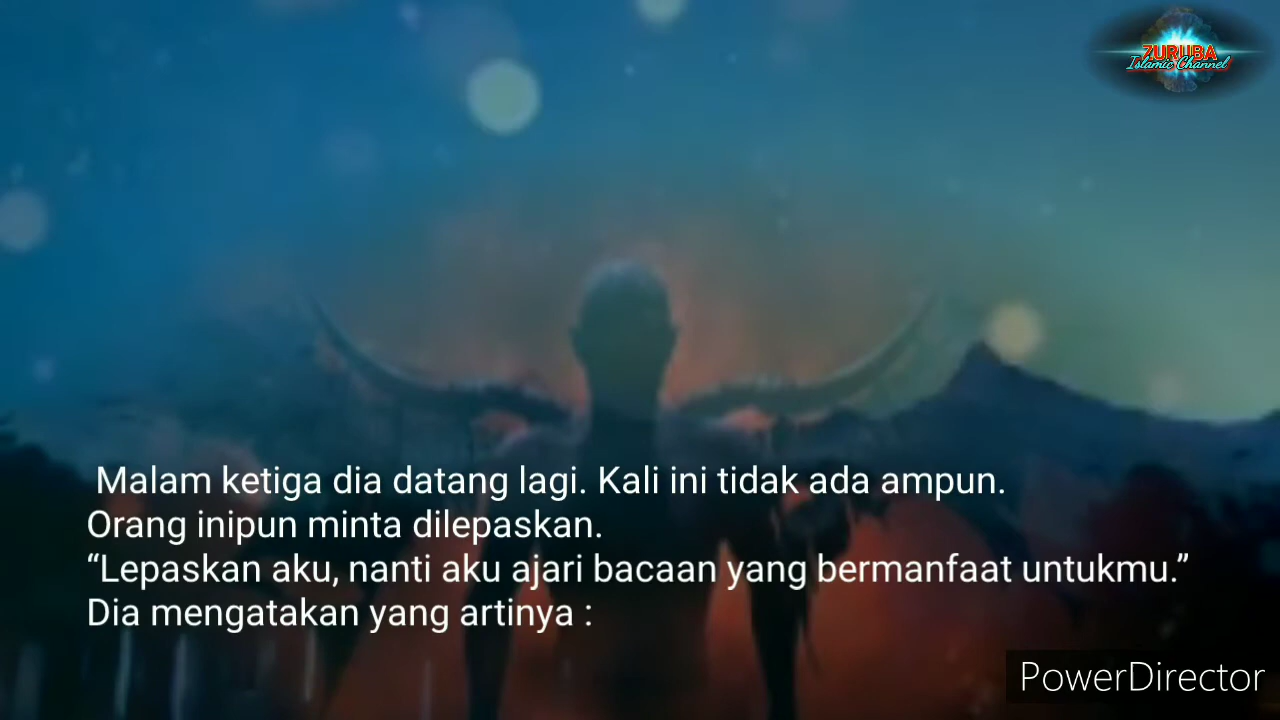 ZURUBA
Islamic Channel
Malam ketiga dia datang lagi. Kali ini tidak ada ampun.
Orang inipun minta dilepaskan.
“Lepaskan aku, nanti aku ajari bacaan yang bermanfaat untukmu.”
Dia mengatakan yang artinya :
PowerDirector